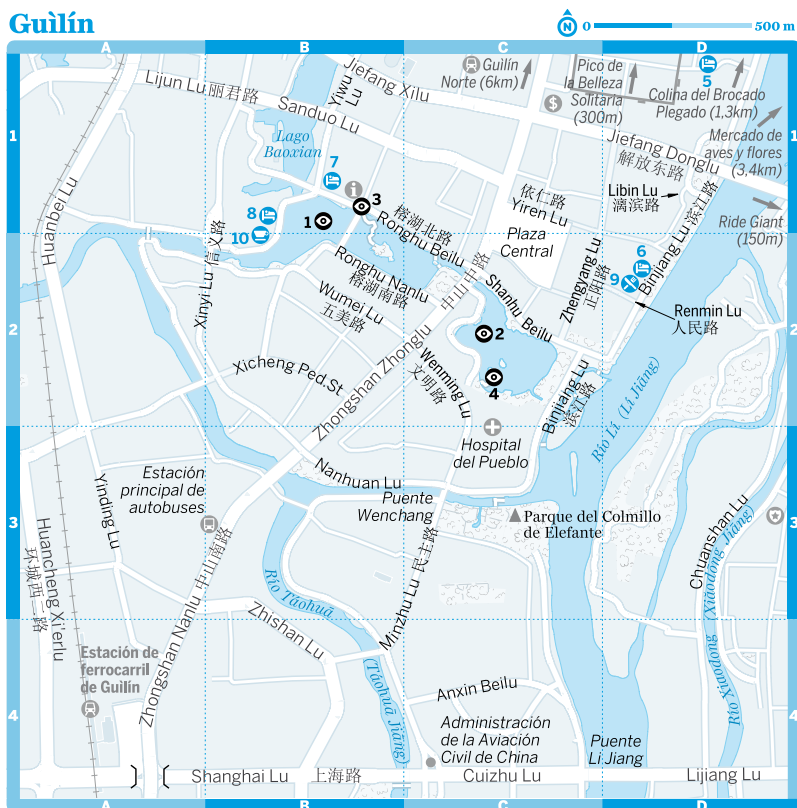 Guìlín
N 0 500 m
A B C D
Lijun Lu 丽君路
Sanduo Lu
Yiwu
Lu
Jiefang Xilu
Guilín
Norte (6km)
Pico de
la Belleza
Solitaria
(300m)
$
5
Colina del Brocado
Plegado (1,3km)
Mercado de
aves y flores
(3,4km)
Jiefang Donglu
解放东路
1 1
Lago
Baoxian
7
i
3
8
1
10
榕湖北路
Ronghu Beilu
依仁路
Yiren Lu
Libin Lu
漓滨路
滨江路
Binjiang Lu
Ride Giant
(150m)
Huanbei Lu
Xinyi Lu 信义路
Ronghu Nanlu
榕湖南路
Wumei Lu
五美路
中山中路
Zhongshan Zhonglu
Plaza
Central
Shanhu Beilu
Zhengyang Lu
正阳路
6
9
Renmin Lu
人民路
2 2
2
4
Xicheng Ped.St
Wenming Lu
文明路
Binjiang Lu
滨江路
Río Lí (Lí Jiāng)
Hospital
del Pueblo
Estación
principal de
autobuses
Nanhuan Lu
Puente
Wenchang
Parque del Colmillo
de Elefante
3 3
Yinding Lu
Huancheng Xi'erlu
环城西二路
Zhongshan Nanlu 中山南路
Río Táohuā
(Táohuā Jiāng)
Zhishan Lu
Minzhu Lu 民主路
Chuanshan Lu
Río Xiaodong (Xiǎodōng Jiāng)
Estación de
ferrocarril
de Guilín
4 4
Anxin Beilu
Administración
de la Aviación
Civil de China
Puente
Li Jiang
Shanghai Lu 上海路 Cuizhu Lu Lijiang Lu
A B C D